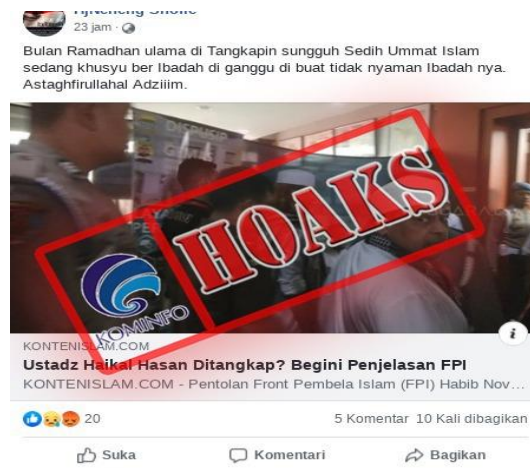 23 jam
Bulan Ramadhan ulama di Tangkapin sungguh Sedih Ummat Islam
sedang khusyu ber Ibadah di ganggu di buat tidak nyaman Ibadah nya.
Astaghfirullahal Adziiim.
HOAKS
KOMINFO
KONTENISLAM.COM
Ustadz Haikal Hasan Ditangkap? Begini Penjelasan FPI
KONTENISLAM.COM - Pentolan Front Pembela Islam (FPI) Habib Nov...
20
5 Komentar 10 Kali dibagikan
Suka Komentari Bagikan